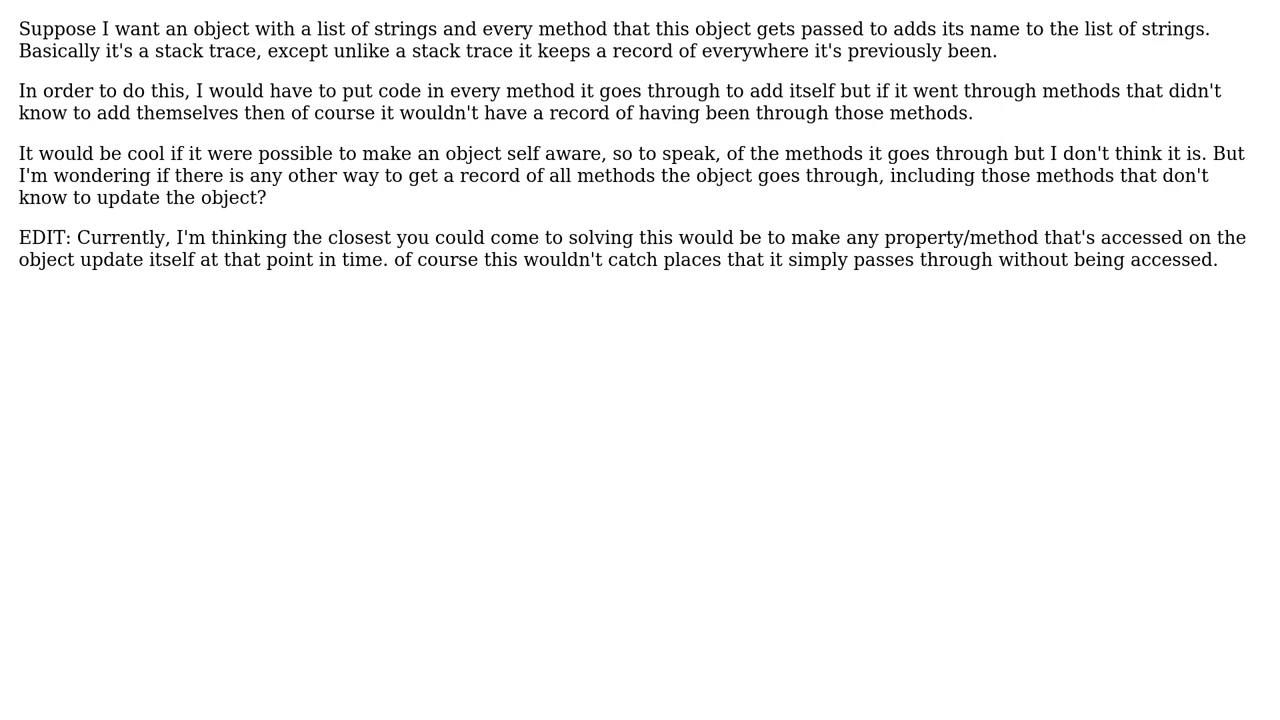 Suppose I want an object with a list of strings and every method that this object gets passed to adds its name to the list of strings.
Basically it's a stack trace, except unlike a stack trace it keeps a record of everywhere it's previously been.
In order to do this, I would have to put code in every method it goes through to add itself but if it went through methods that didn't
know to add themselves then of course it wouldn't have a record of having been through those methods.
It would be cool if it were possible to make an object self aware, so to speak, of the methods it goes through but I don't think it is. But
I'm wondering if there is any other way to get a record of all methods the object goes through, including those methods that don't
know to update the object?
EDIT: Currently, I'm thinking the closest you could come to solving this would be to make any property/method that's accessed on the
object update itself at that point in time. of course this wouldn't catch places that it simply passes through without being accessed.